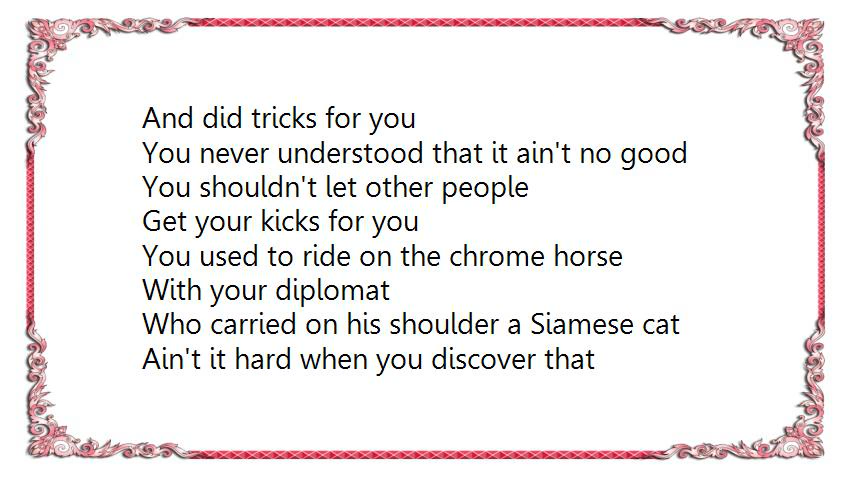 And did tricks for you
You never understood that it ain't no good
You shouldn't let other people
Get your kicks for you
You used to ride on the chrome horse
With your diplomat
Who carried on his shoulder a Siamese cat
Ain't it hard when you discover that